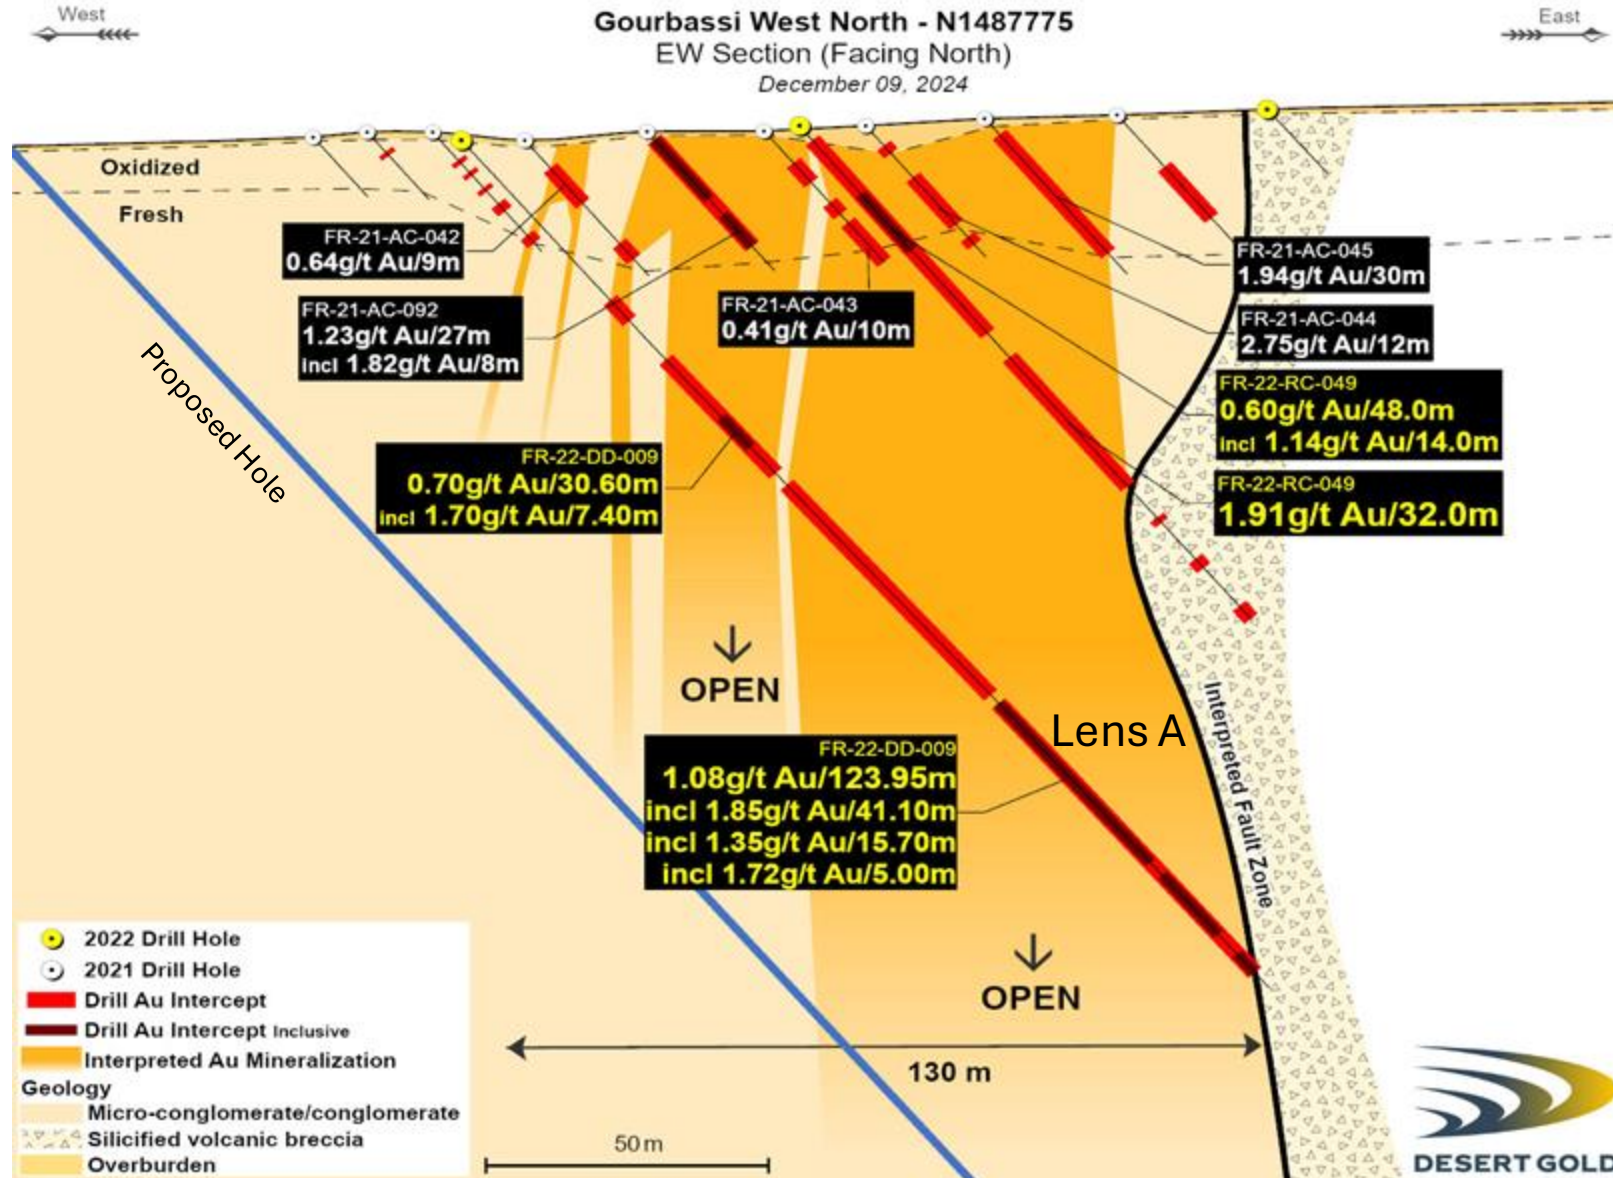 West
Gourbassi West North - N1487775
EW Section (Facing North)
December 09, 2024
East
Oxidized
Fresh
FR-21-AC-042
0.64g/t Au/9m
FR-21-AC-092
1.23g/t Au/27m
incl 1.82g/t Au/8m
FR-21-AC-043
0.41g/t Au/10m
FR-21-AC-045
1.94g/t Au/30m
FR-21-AC-044
2.75g/t Au/12m
FR-22-RC-049
0.60g/t Au/48.0m
incl 1.14g/t Au/14.0m
FR-22-RC-049
1.91g/t Au/32.0m
Proposed Hole
FR-22-DD-009
0.70g/t Au/30.60m
incl 1.70g/t Au/7.40m
OPEN
Lens A
Interpreted Fault Zone
FR-22-DD-009
1.08g/t Au/123.95m
incl 1.85g/t Au/41.10m
incl 1.35g/t Au/15.70m
incl 1.72g/t Au/5.00m
OPEN
130 m
2022 Drill Hole
2021 Drill Hole
Drill Au Intercept
Drill Au Intercept Inclusive
Interpreted Au Mineralization
Geology
Micro-conglomerate/conglomerate
Silicified volcanic breccia
Overburden
50 m
DESERT GOLD